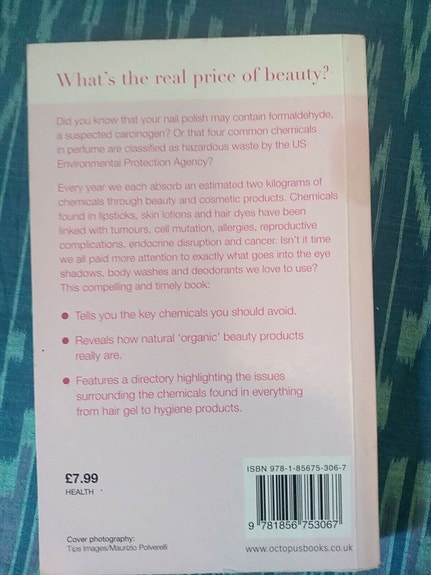 What's the real price of beauty?
Did you know that your nail polish may contain formaldehyde,
a suspected carcinogen? Or that four common chemicals
in perfume are classified as hazardous waste by the US
Environmental Protection Agency?
Every year we each absorb an estimated two kilograms of
chemicals through beauty and cosmetic products. Chemicals
found in lipsticks, skin lotions and hair dyes have been
linked with tumours, cell mutation, allergies, reproductive
complications, endocrine disruption and cancer. Isn't it time
we all paid more attention to exactly what goes into the eye
shadows, body washes and deodorants we love to use?
This compelling and timely book:
● Tells you the key chemicals you should avoid.
● Reveals how natural 'organic' beauty products
really are.
● Features a directory highlighting the issues
surrounding the chemicals found in everything
from hair gel to hygiene products.
£7.99
HEALTH
Cover photography:
Tips Images/Maurizio Polverelli
ISBN 978-1-85675-306-7
9 781856 753067
www.octopusbooks.co.uk